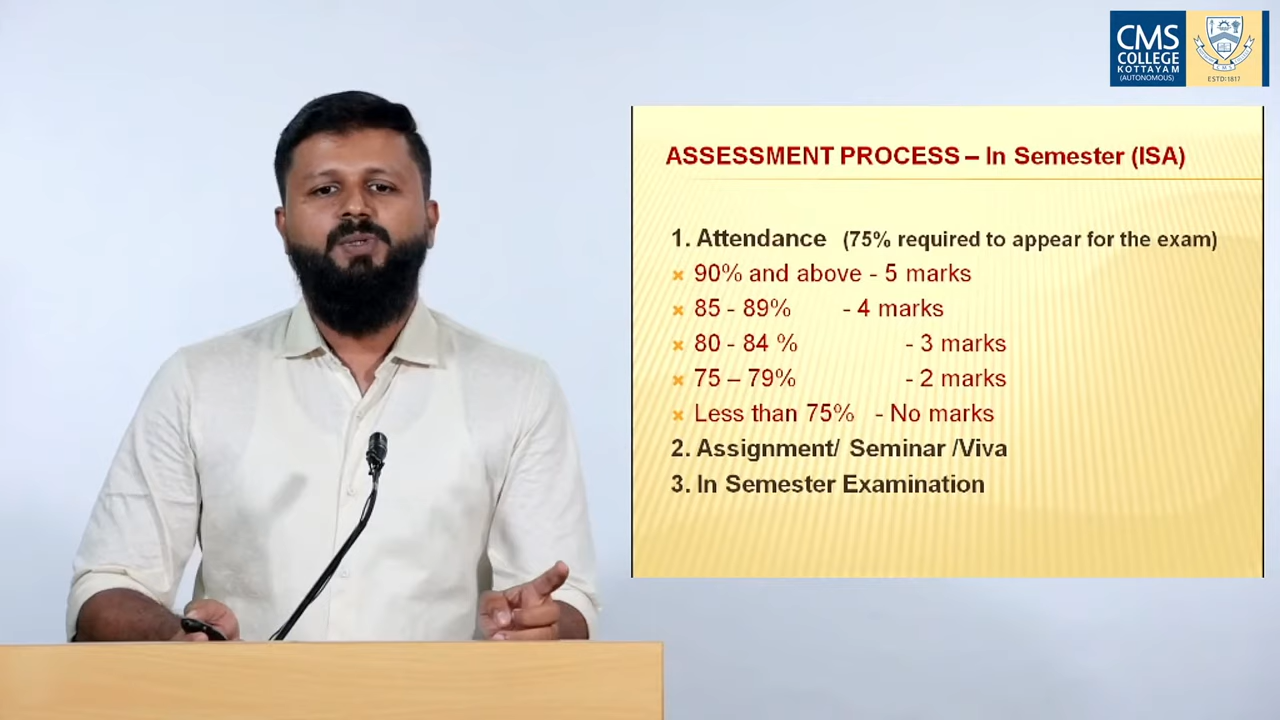 CMS
COLLEGE
KOTTAYAM
(AUTONOMOUS)
CMS
ESTD:1817
ASSESSMENT PROCESS – In Semester (ISA)
1. Attendance (75% required to appear for the exam)
90% and above - 5 marks
85 - 89% - 4 marks
80 - 84 % - 3 marks
75 – 79% - 2 marks
Less than 75% - No marks
2. Assignment/ Seminar /Viva
3. In Semester Examination